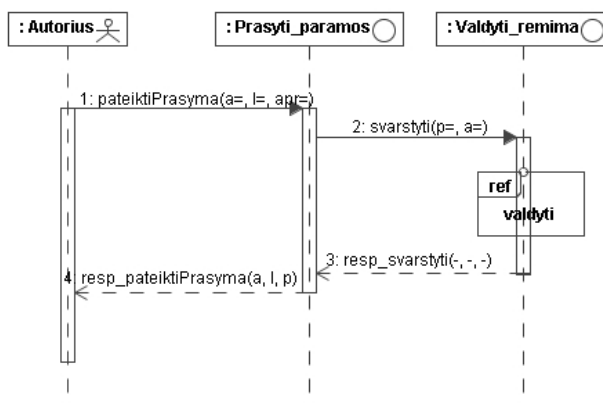 : Autorius
: Prasyti_paramos
: Valdyti_remima
1: pateiktiPrasyma(a=, l=, apr=)
2: svarstyti(p=, a=)
ref
valdyti
3: resp_svarstyti(-, -, -)
4: resp_pateiktiPrasyma(a, l, p)